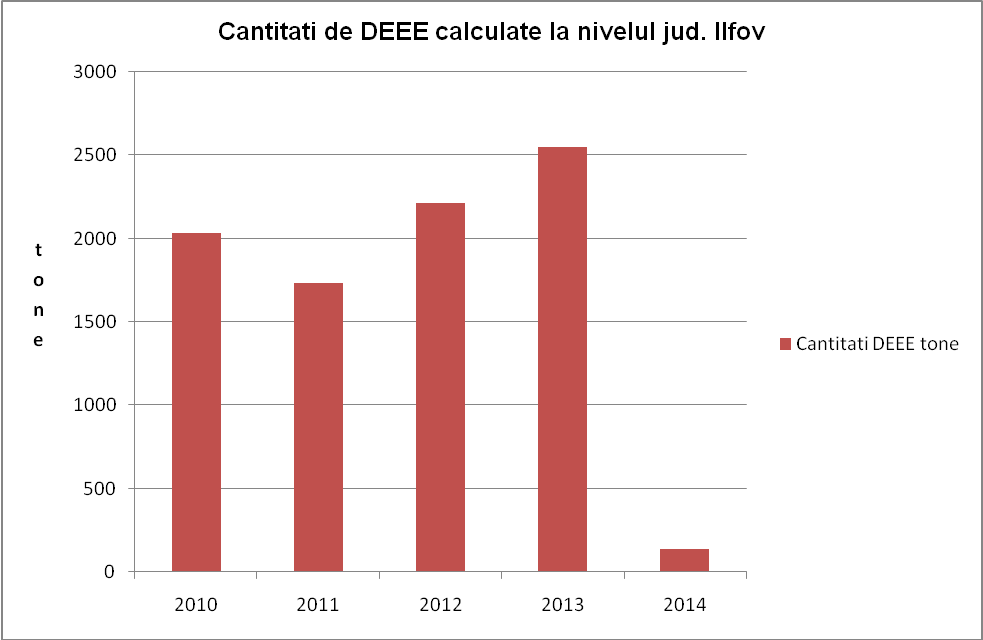 Cantitati de DEEE calculate la nivelul jud. Ilfov
3000
2500
2000
1500
1000
500
0
t
o
n
e
2010 2011 2012 2013 2014
Cantitati DEEE tone